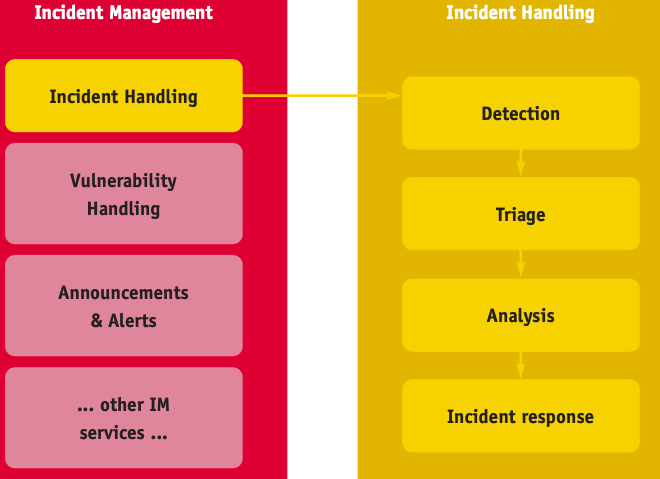 Incident Management
Incident Handling
Vulnerability
Handling
Announcements
& Alerts
... other IM
services ...
Incident Handling
Detection
Triage
Analysis
Incident response